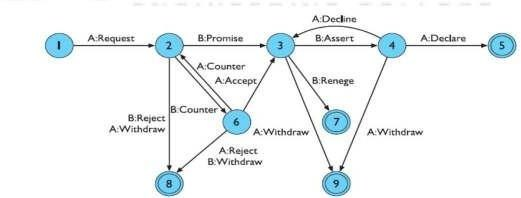 A:Decline
1
A:Request
2
B:Promise
3
B:Assert
4
A:Declare
5
A:Counter
A:Accept
B:Renege
B:Counter
B:Reject
A:Withdraw
6
A:Withdraw
7
A:Withdraw
A:Reject
B:Withdraw
8
9